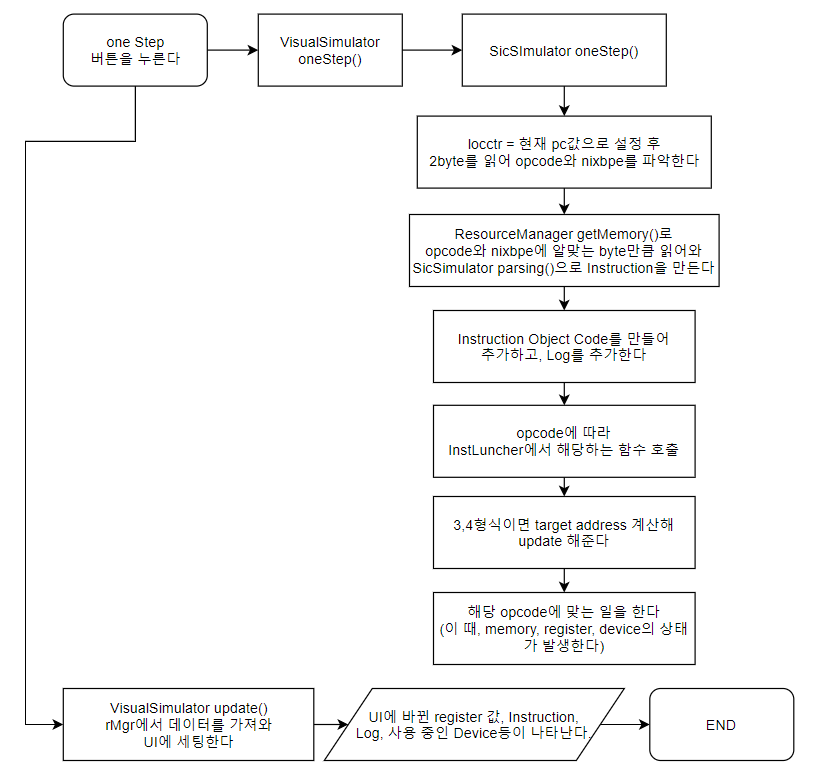 one Step
버튼을 누른다
VisualSimulator
oneStep()
SicSImulator oneStep()
locctr = 현재 pc값으로 설정 후
2byte를 읽어 opcode와 nixbpe를 파악한다
ResourceManager getMemory()로
opcode와 nixbpe에 알맞는 byte만큼 읽어와
SicSimulator parsing()으로 Instruction을 만든다
Instruction Object Code를 만들어
추가하고, Log를 추가한다
opcode에 따라
InstLuncher에서 해당하는 함수 호출
3,4형식이면 target address 계산해
update 해준다
해당 opcode에 맞는 일을 한다
(이 때, memory, register, device의 상태
가 발생한다)
VisualSimulator update()
rMgr에서 데이터를 가져와
UI에 세팅한다
UI에 바뀐 register 값, Instruction,
Log, 사용 중인 Device등이 나타난다.
END